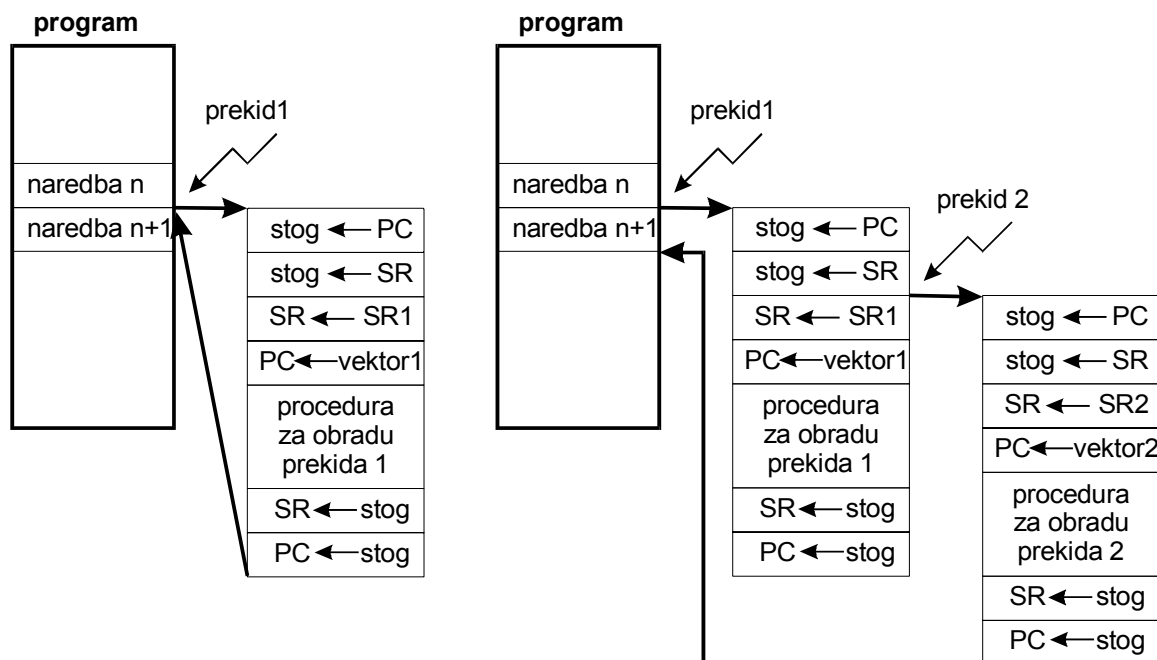 program
prekid1
naredba n
naredba n+1
stog ← PC
stog ← SR
SR ← SR1
PC ← vektor1
procedura
za obradu
prekida 1
SR ← stog
PC ← stog
program
prekid1
naredba n
naredba n+1
stog ← PC
stog ← SR
SR ← SR1
PC ← vektor1
procedura
za obradu
prekida 1
SR ← stog
PC ← stog
prekid 2
stog ← PC
stog ← SR
SR ← SR2
PC ← vektor2
procedura
za obradu
prekida 2
SR ← stog
PC ← stog